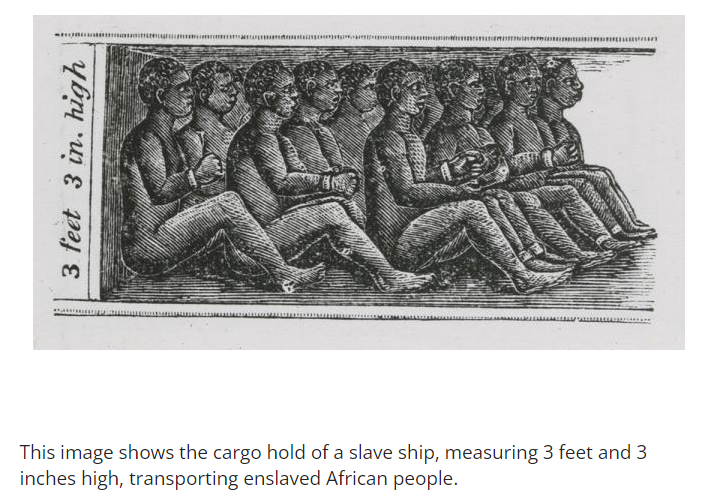 3 feet 3 in. high
This image shows the cargo hold of a slave ship, measuring 3 feet and 3
inches high, transporting enslaved African people.